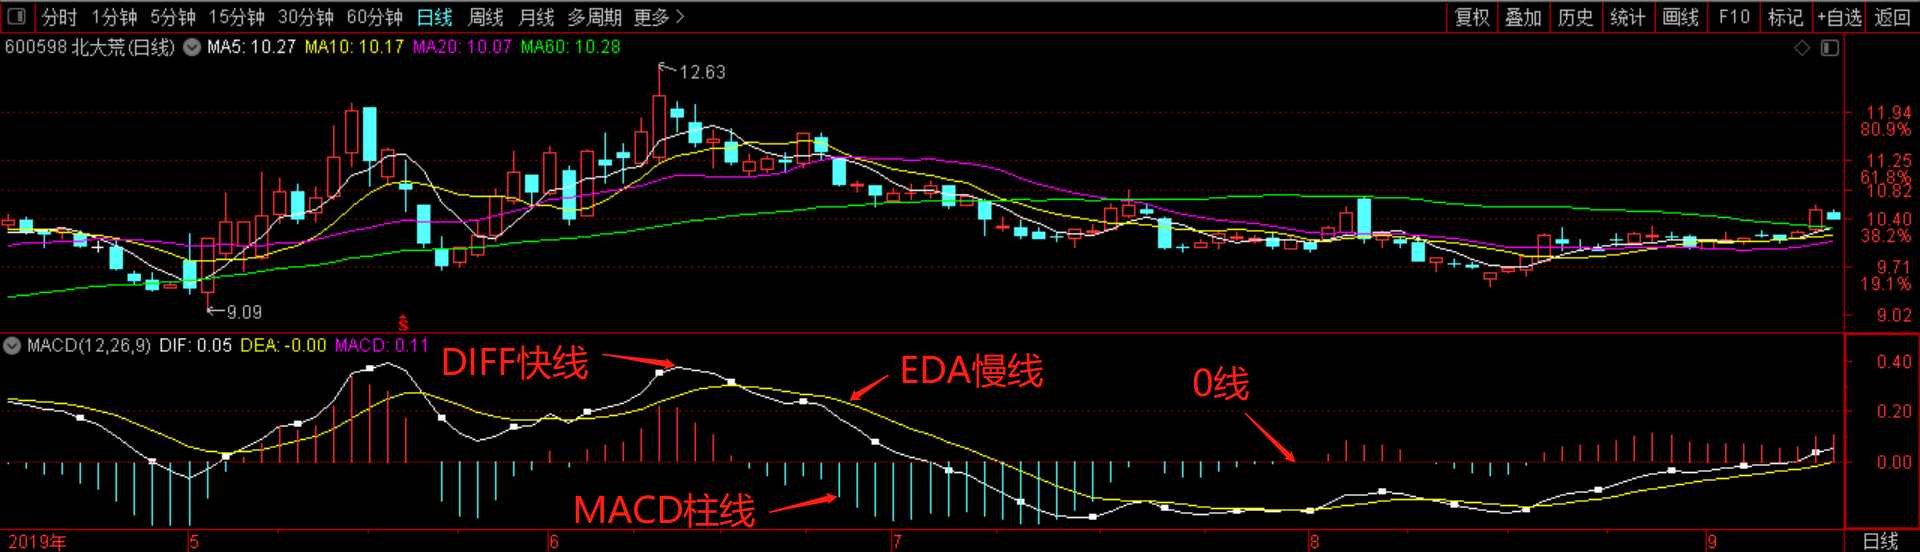 分时 1分钟 5分钟 15分钟 30分钟 60分钟 日线 周线 月线 多周期 更多 复权 叠加 历史 统计 画线 F10 标记 +自选 返回
600598 北大荒(日线) MA5: 10.27 MA10: 10.17 MA20: 10.07 MA60: 10.28
12.63
11.94
80.9%
11.25
61.8%
10.82
10.40
38.2%
9.71
19.1%
9.09
9.02
S
MACD(12,26,9) DIF: 0.05 DEA: -0.00 MACD: 0.11
DIFF快线
EDA慢线
0线
MACD柱线
0.40
0.20
0.00
2019年 5 6 7 8 9 日线